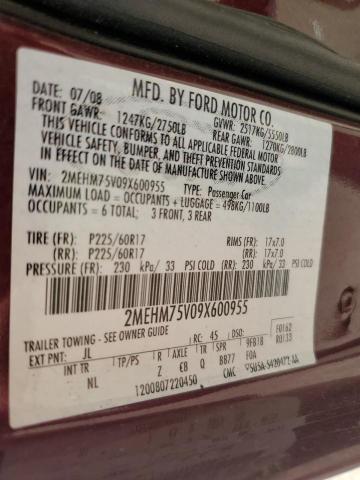 MFD. BY FORD MOTOR CO.
07/08
GVWR: 2517KG/5550LB
FRONT GAWR: 1247KG/2750LB
REAR GAWR: 1270KG/2800LB
THIS VEHICLE CONFORMS TO ALL APPLICABLE FEDERAL MOTOR
VEHICLE SAFETY, BUMPER, AND THEFT PREVENTION STANDARDS
IN EFFECT ON THE DATE OF MANUFACTURE SHOWN ABOVE.
VIN: 2MEHM75V09X600955
TYPE: Passenger Car
MAXIMUM LOAD = OCCUPANTS + LUGGAGE = 498KG/1100LB
OCCUPANTS = 6 TOTAL; 3 FRONT, 3 REAR
TIRE (FR): P225/60R17 RIMS (FR): 17x7.0
(RR): P225/60R17 (RR): 17x7.0
PRESSURE (FR): 230 kPa/ 33 PSI COLD (RR): 230 kPa/ 33 PSI COLD
2MEHM75V09X600955
TRAILER TOWING - SEE OWNER GUIDE
EXT PNT: JL RC: 45 DSO: F0162
R0133
INT TR TP/PS R AXLE TR SPR 9FB18
NL Z €B Q BB77 F0A
1200807220450 CMC